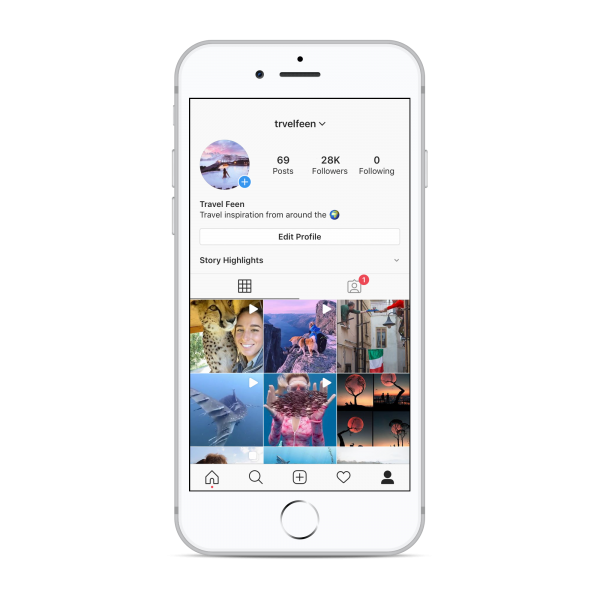 trvelfeen
69 28K 0
Posts Followers Following
Travel Feen
Travel inspiration from around the 🌍
Edit Profile
Story Highlights
1